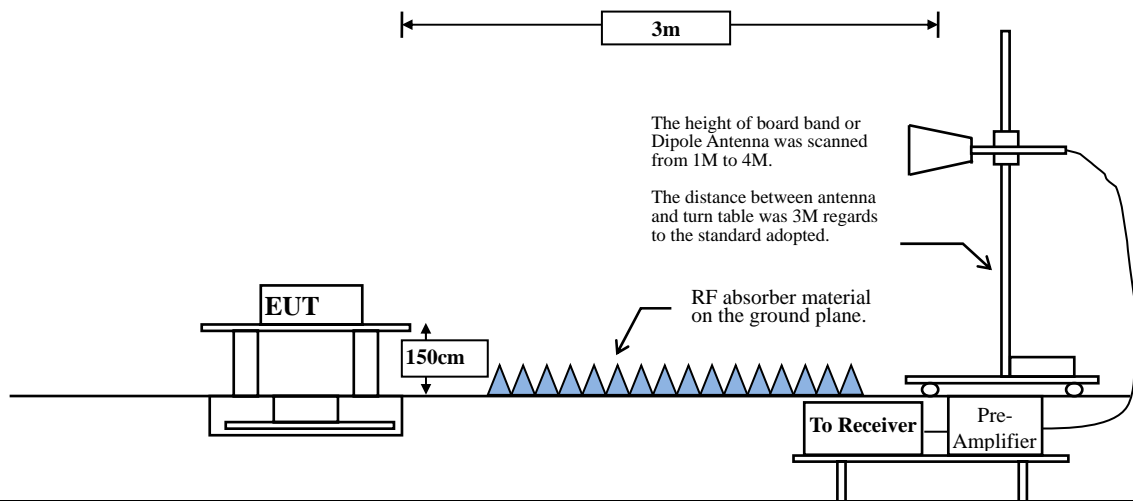 3m
The height of board band or
Dipole Antenna was scanned
from 1M to 4M.
The distance between antenna
and turn table was 3M regards
to the standard adopted.
EUT
RF absorber material
on the ground plane.
150cm
To Receiver
Pre-
Amplifier